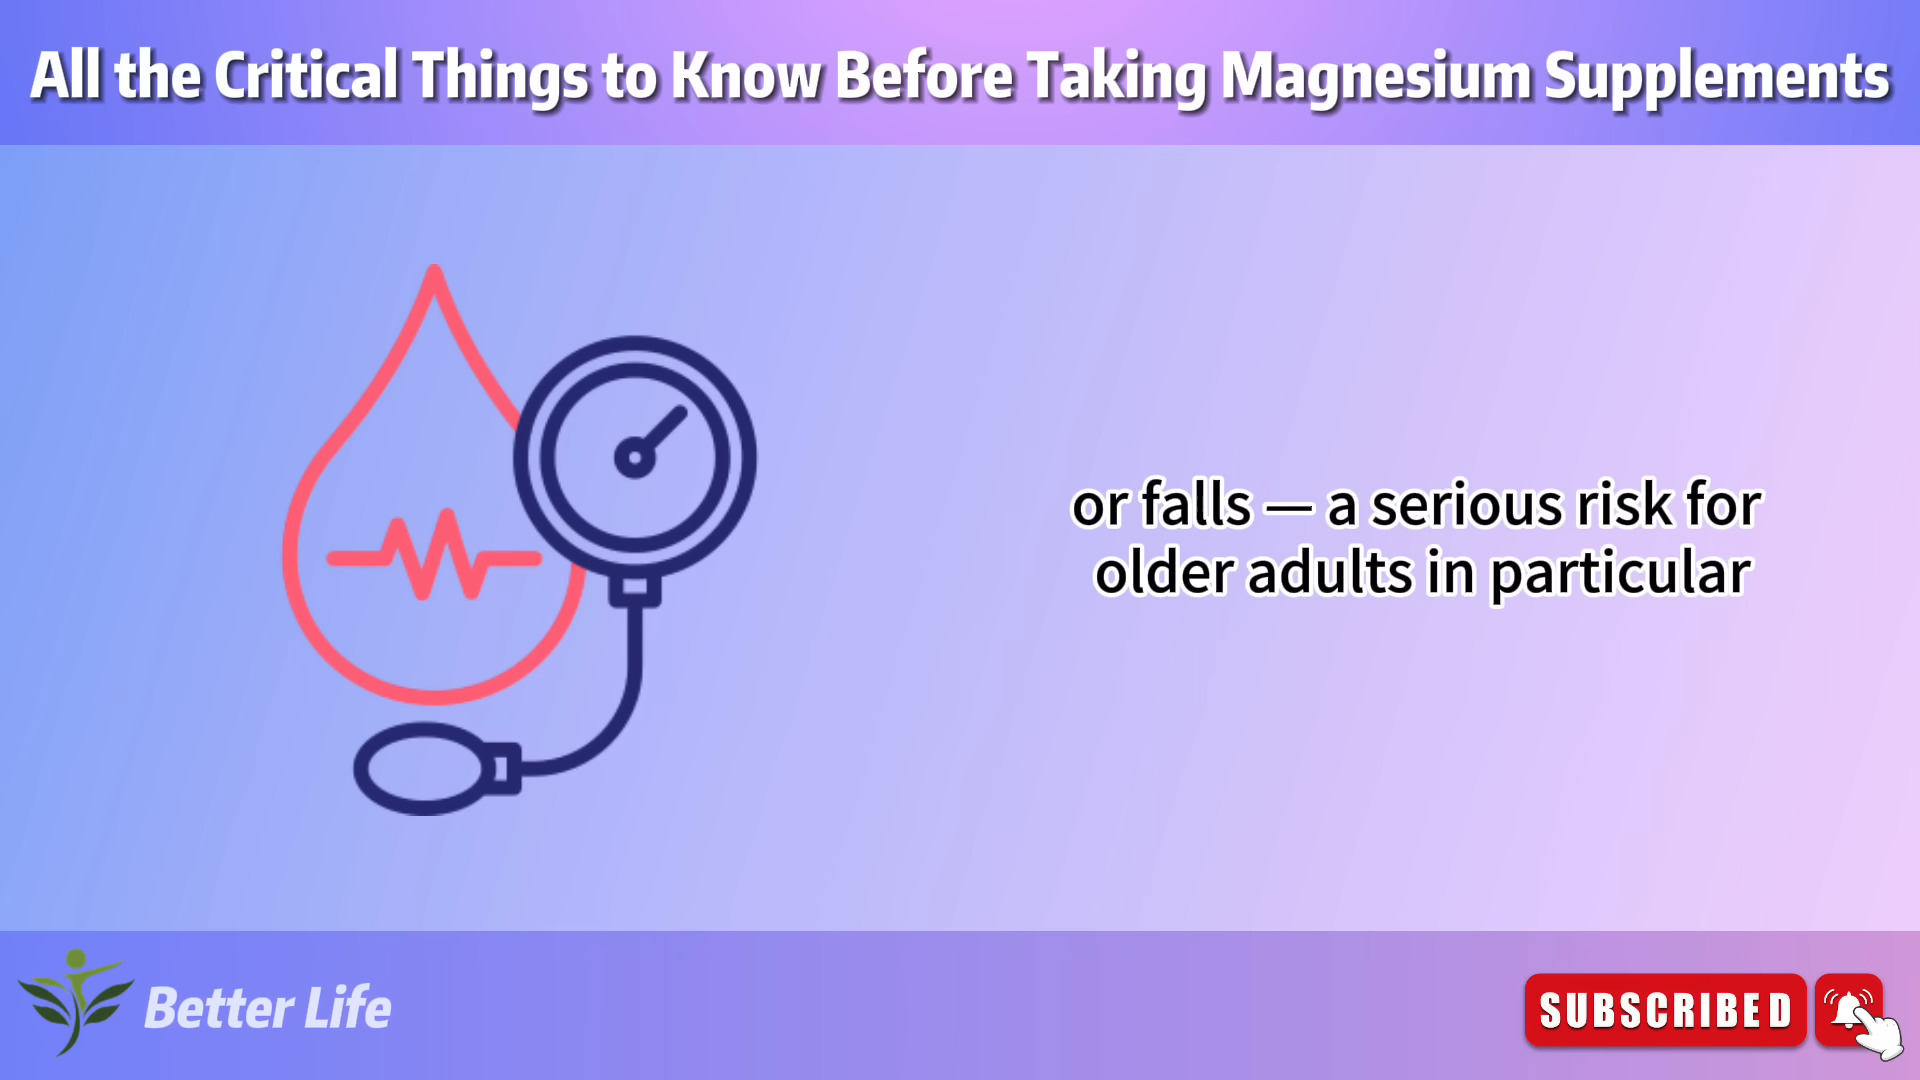 All the Critical Things to Know Before Taking Magnesium Supplements
or falls — a serious risk for
older adults in particular
Better Life
SUBSCRIBED